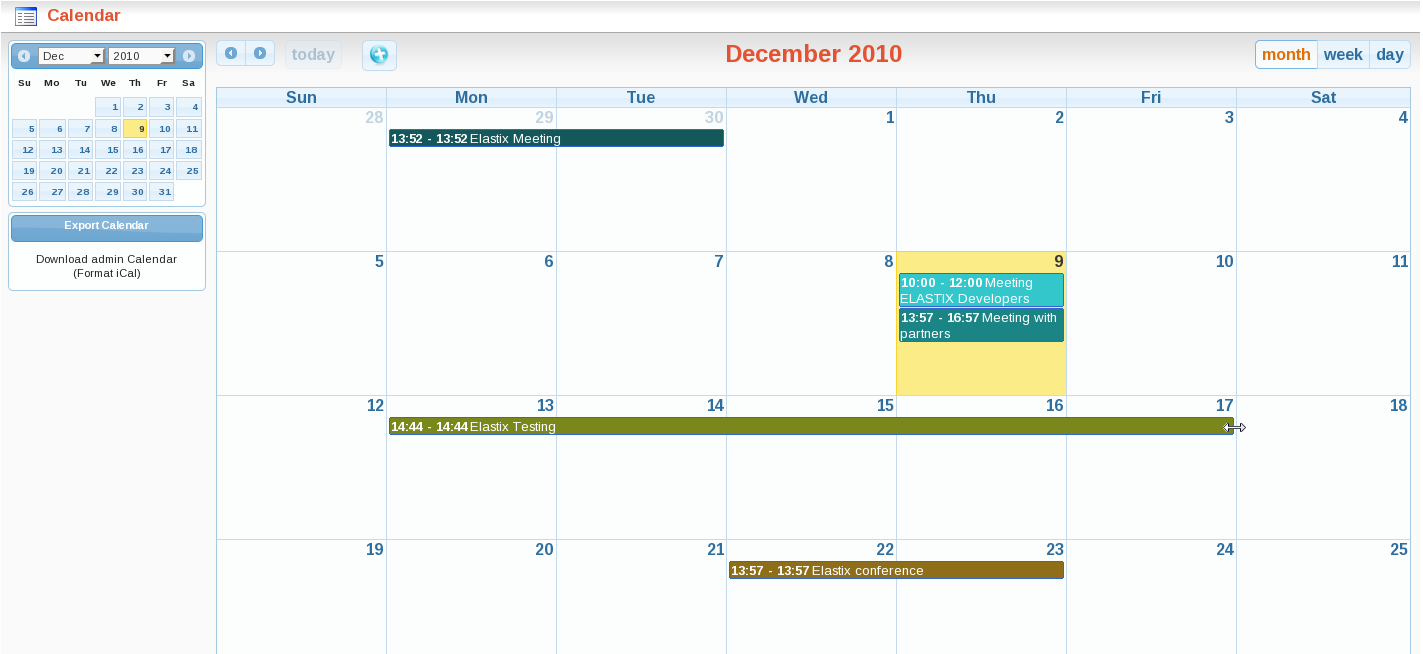 Calendar
Dec 2010
Su Mo Tu We Th Fr Sa
1 2 3 4
5 6 7 8 9 10 11
12 13 14 15 16 17 18
19 20 21 22 23 24 25
26 27 28 29 30 31
Export Calendar
Download admin Calendar
(Format iCal)
today
December 2010
month week day
Sun Mon Tue Wed Thu Fri Sat
28 29 30 1 2 3 4
13:52 - 13:52 Elastix Meeting
5 6 7 8 9 10 11
10:00 - 12:00 Meeting
ELASTIX Developers
13:57 - 16:57 Meeting with
partners
12 13 14 15 16 17 18
14:44 - 14:44 Elastix Testing
19 20 21 22 23 24 25
13:57 - 13:57 Elastix conference